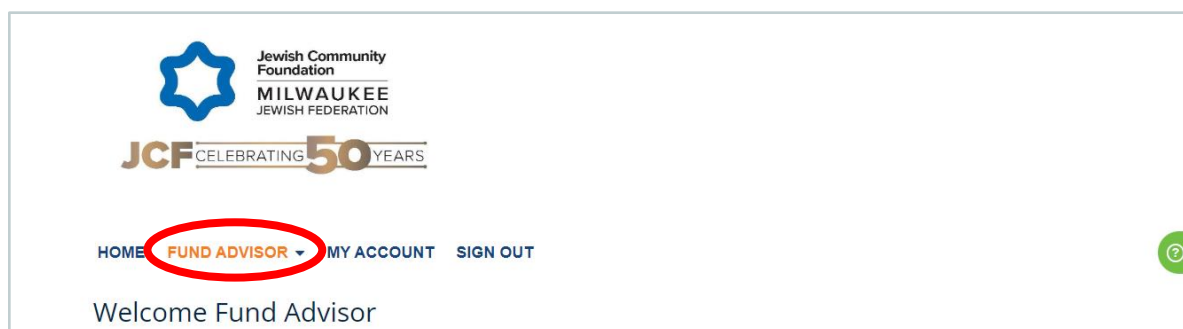 Jewish Community
Foundation
MILWAUKEE
JEWISH FEDERATION
JCF CELEBRATING 50 YEARS
HOME FUND ADVISOR MY ACCOUNT SIGN OUT
?
Welcome Fund Advisor